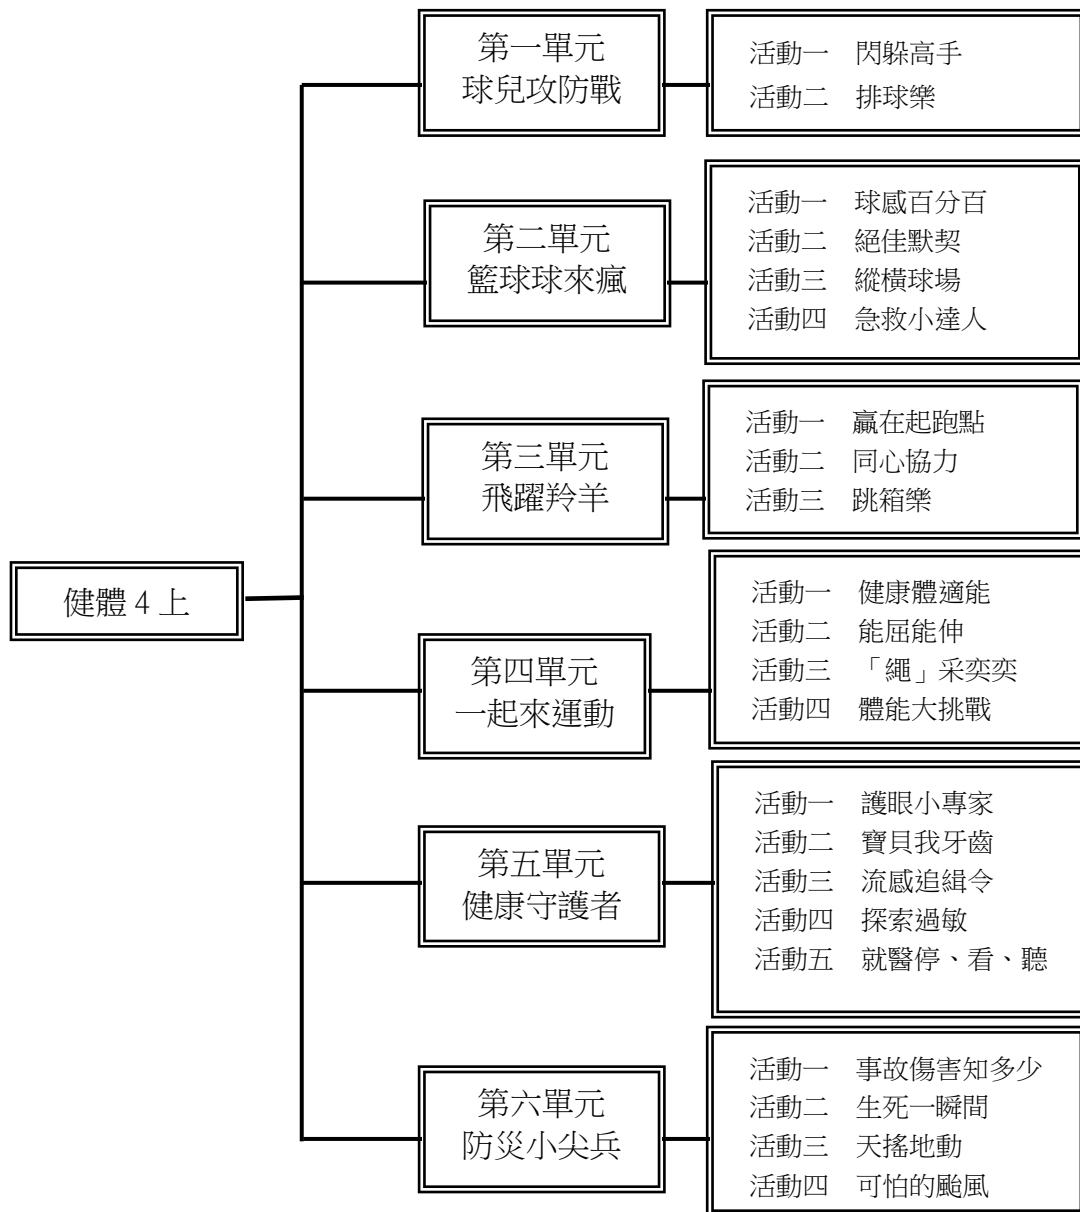 健體 4 上
第一單元
球兒攻防戰
活動一　閃躲高手
活動二　排球樂
第二單元
籃球球來瘋
活動一　球感百分百
活動二　絕佳默契
活動三　縱橫球場
活動四　急救小達人
第三單元
飛躍羚羊
活動一　贏在起跑點
活動二　同心協力
活動三　跳箱樂
第四單元
一起來運動
活動一　健康體適能
活動二　能屈能伸
活動三　「繩」采奕奕
活動四　體能大挑戰
第五單元
健康守護者
活動一　護眼小專家
活動二　寶貝我牙齒
活動三　流感追緝令
活動四　探索過敏
活動五　就醫停、看、聽
第六單元
防災小尖兵
活動一　事故傷害知多少
活動二　生死一瞬間
活動三　天搖地動
活動四　可怕的颱風